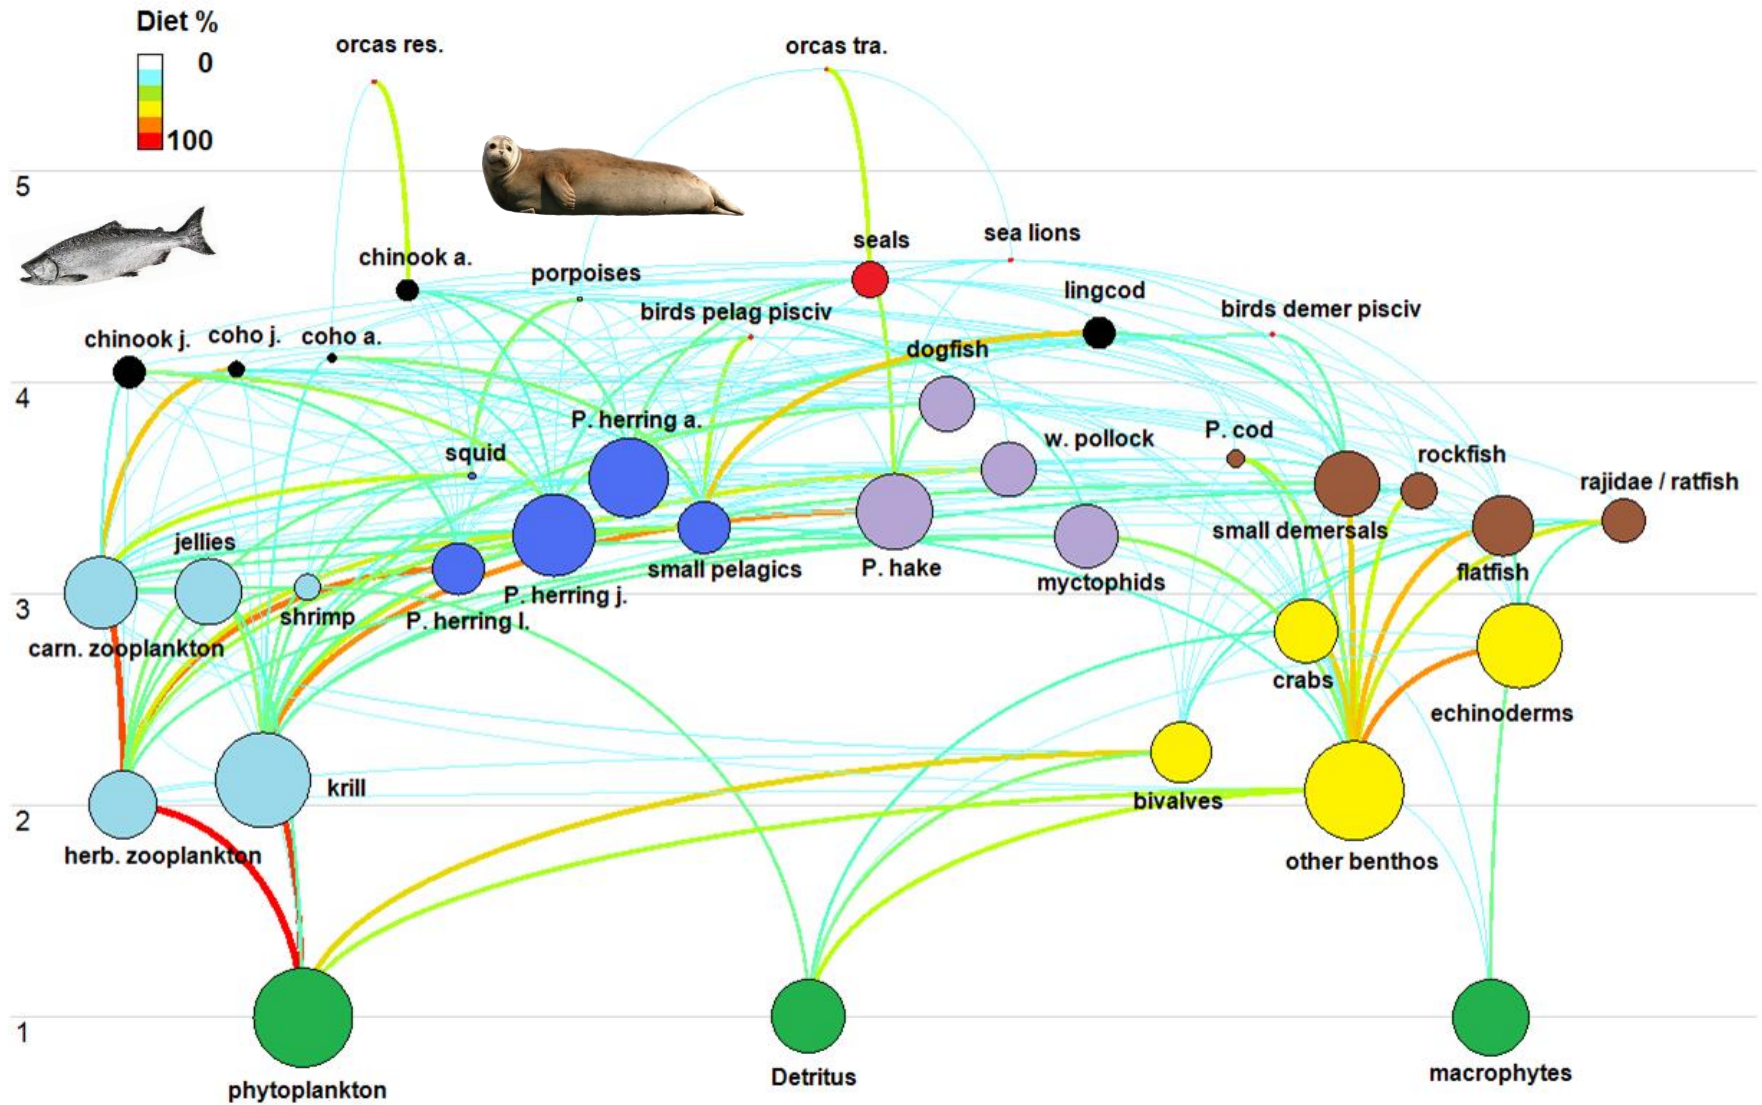 Diet %
0
100
orcas res.
orcas tra.
5
chinook a.
porpoises
seals
sea lions
lingcod
birds pelag pisciv
birds demer pisciv
chinook j.
coho j.
coho a.
dogfish
4
P. herring a.
squid
w. pollock
P. cod
rockfish
rajidae / ratfish
small demersals
jellies
small pelagics
P. hake
myctophids
flatfish
3
shrimp
P. herring j.
P. herring l.
carn. zooplankton
crabs
echinoderms
krill
bivalves
2
herb. zooplankton
other benthos
1
phytoplankton
Detritus
macrophytes